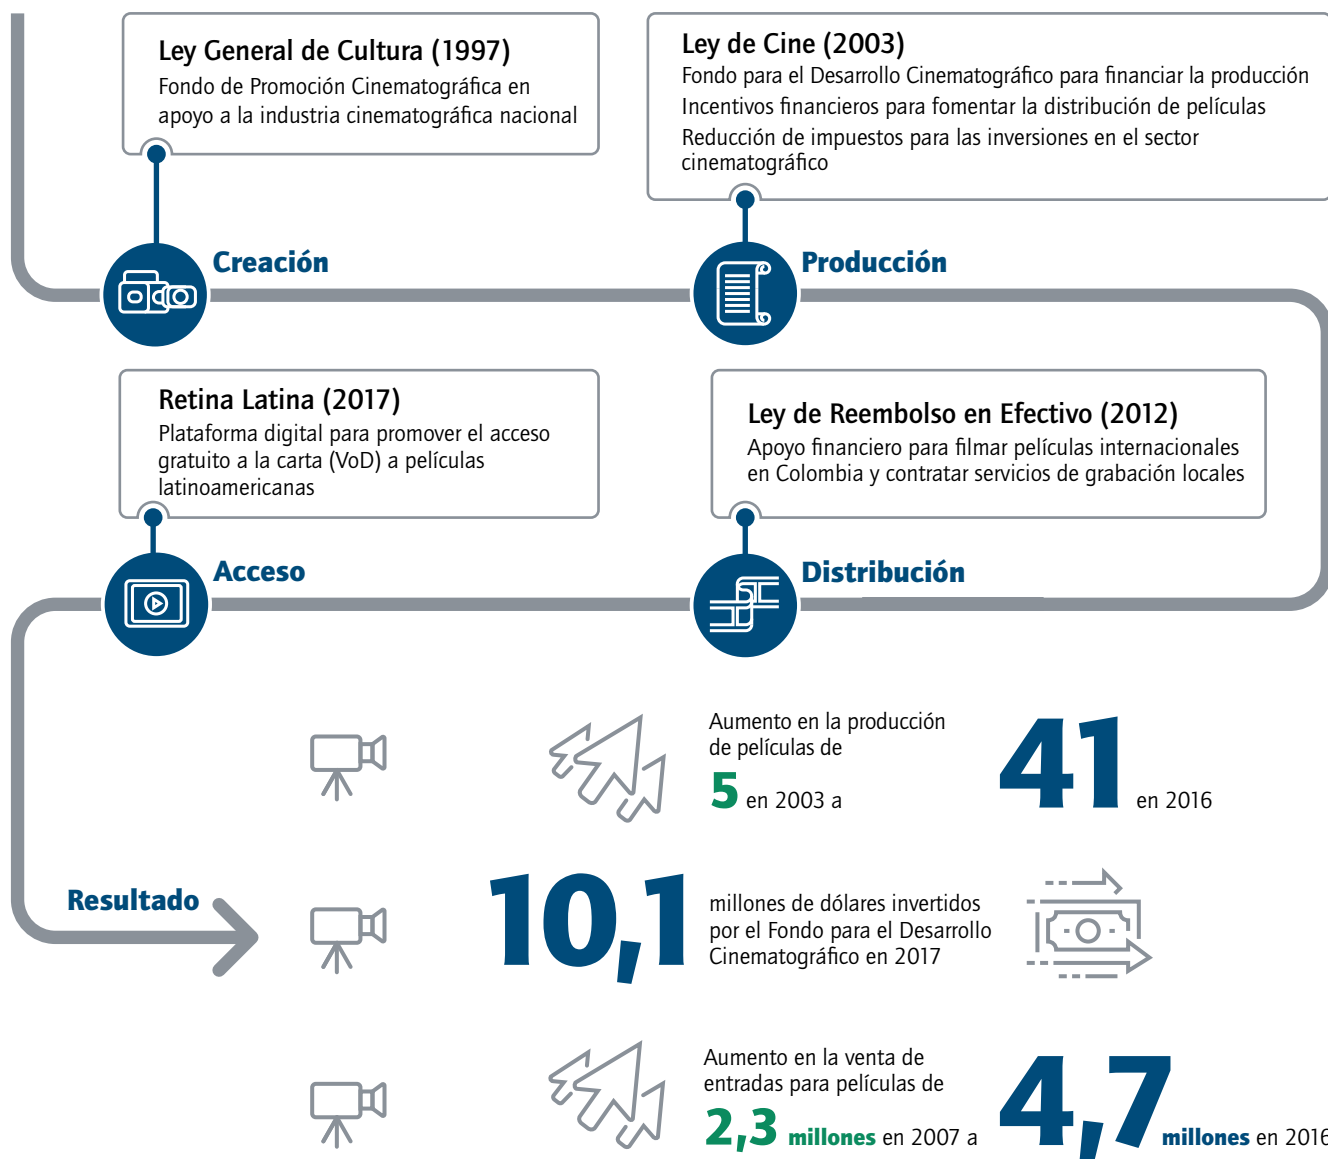 Ley General de Cultura (1997)
Fondo de Promoción Cinematográfica en
apoyo a la industria cinematográfica nacional
Creación
Ley de Cine (2003)
Fondo para el Desarrollo Cinematográfico para financiar la producción
Incentivos financieros para fomentar la distribución de películas
Reducción de impuestos para las inversiones en el sector
cinematográfico
Producción
Ley de Reembolso en Efectivo (2012)
Apoyo financiero para filmar películas internacionales
en Colombia y contratar servicios de grabación locales
Distribución
Retina Latina (2017)
Plataforma digital para promover el acceso
gratuito a la carta (VoD) a películas
latinoamericanas
Acceso
Resultado
Aumento en la producción
de películas de
5 en 2003 a
41 en 2016
10,1
millones de dólares invertidos
por el Fondo para el Desarrollo
Cinematográfico en 2017
Aumento en la venta de
entradas para películas de
2,3 millones en 2007 a
4,7 millones en 2016